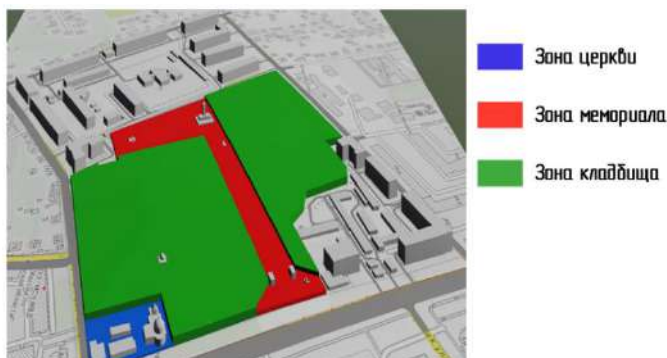 Зона церкви
Зона мемориала
Зона кладбища